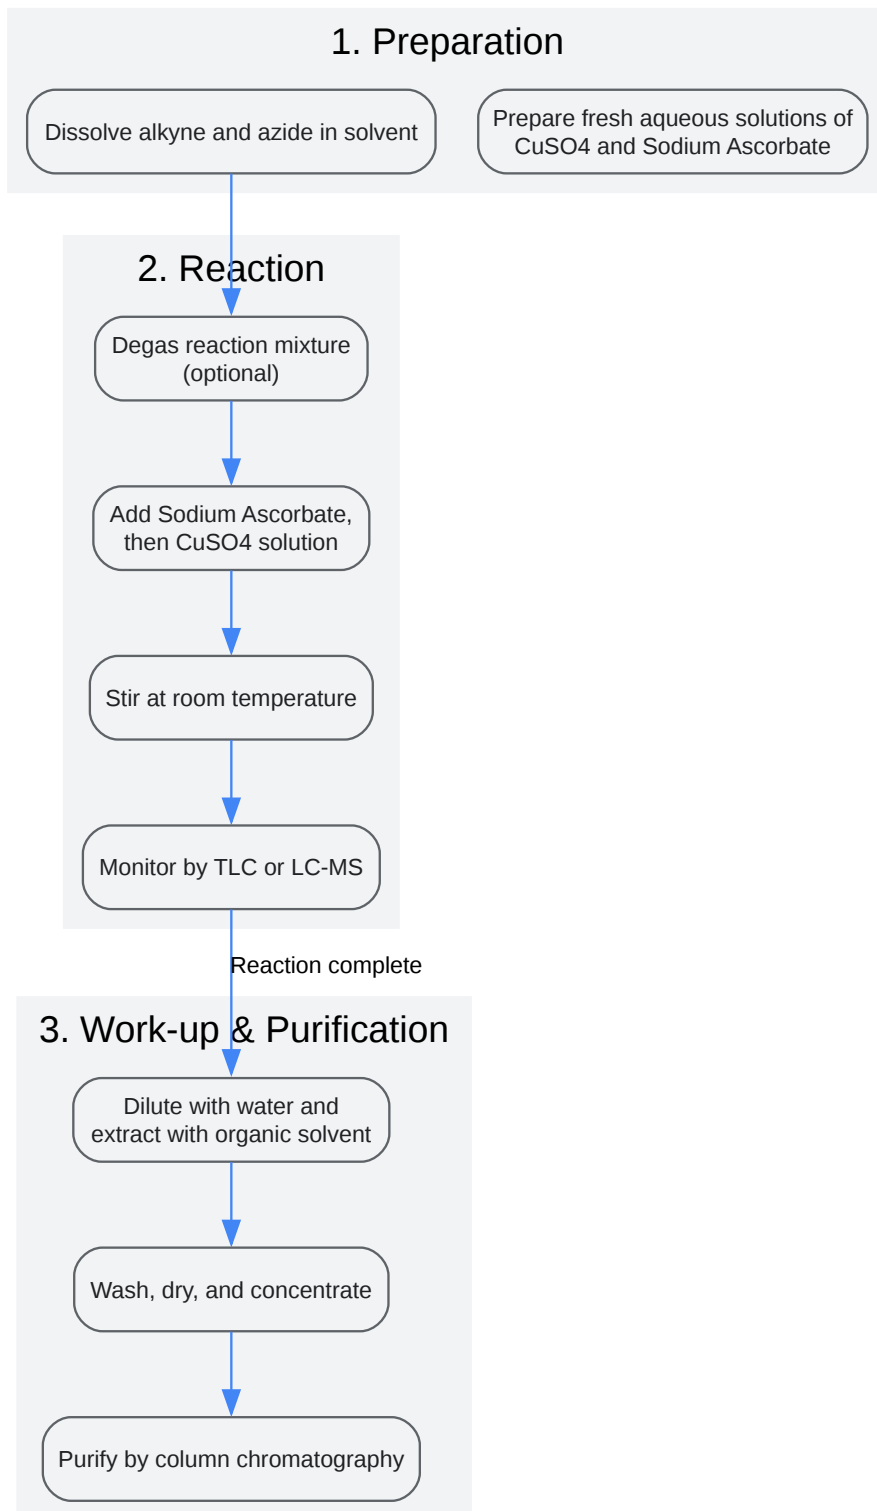 1. Preparation
Dissolve alkyne and azide in solvent
Prepare fresh aqueous solutions of
CuSO4 and Sodium Ascorbate
2. Reaction
Degas reaction mixture
(optional)
Add Sodium Ascorbate,
then CuSO4 solution
Stir at room temperature
Monitor by TLC or LC-MS
Reaction complete
3. Work-up & Purification
Dilute with water and
extract with organic solvent
Wash, dry, and concentrate
Purify by column chromatography